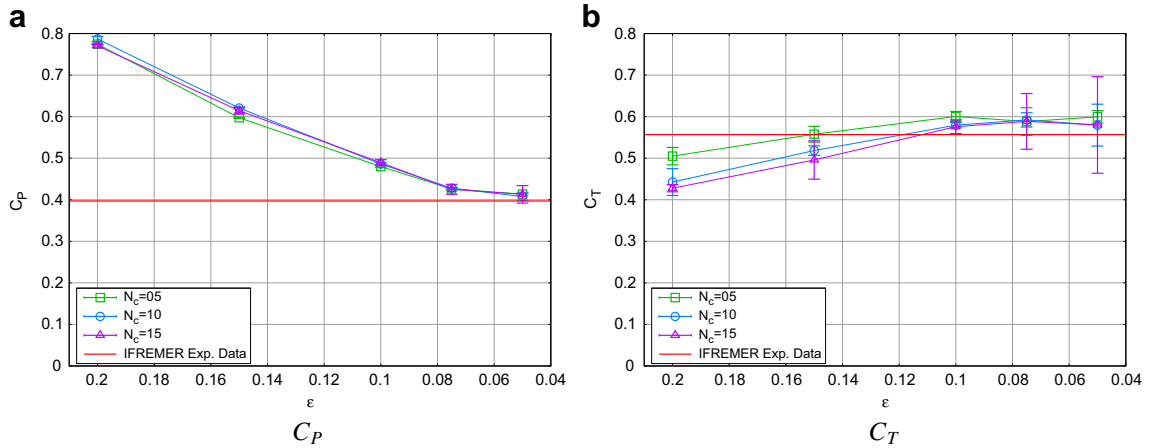 a
0.8
0.7
0.6
0.5
0.4
0.3
0.2
0.1
0
C_P
N_c=05
N_c=10
N_c=15
IFREMER Exp. Data
0.2 0.18 0.16 0.14 0.12 0.1 0.08 0.06 0.04
ε
C_P
b
0.8
0.7
0.6
0.5
0.4
0.3
0.2
0.1
0
C_T
N_c=05
N_c=10
N_c=15
IFREMER Exp. Data
0.2 0.18 0.16 0.14 0.12 0.1 0.08 0.06 0.04
ε
C_T